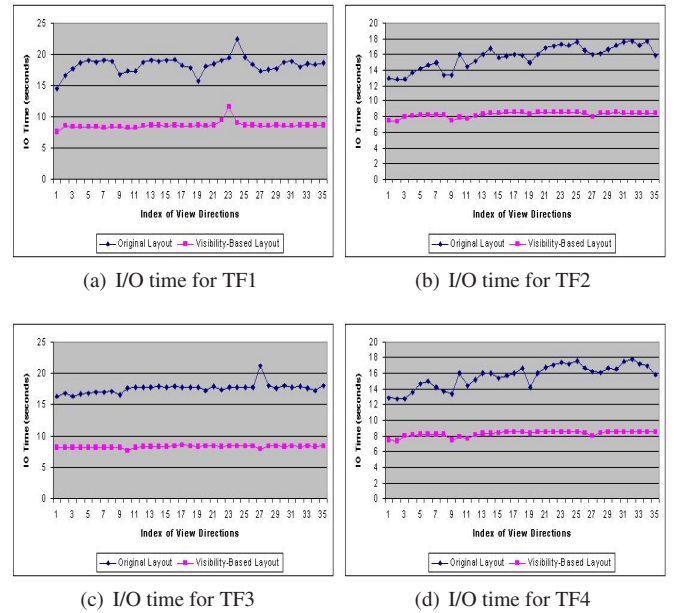 25
20
15
10
5
0
IO Time (seconds)
1 3 5 7 9 11 13 15 17 19 21 23 25 27 29 31 33 35
Index of View Directions
Original Layout Visibility-Based Layout
(a) I/O time for TF1
20
18
16
14
12
10
8
6
4
2
0
IO Time (seconds)
1 3 5 7 9 11 13 15 17 19 21 23 25 27 29 31 33 35
Index of View Directions
Original Layout Visibility-Based Layout
(b) I/O time for TF2
25
20
15
10
5
0
IO Time (seconds)
1 3 5 7 9 11 13 15 17 19 21 23 25 27 29 31 33 35
Index of View Directions
Original Layout Visibility-Based Layout
(c) I/O time for TF3
20
18
16
14
12
10
8
6
4
2
0
IO Time (seconds)
1 3 5 7 9 11 13 15 17 19 21 23 25 27 29 31 33 35
Index of View Directions
Original Layout Visibility-Based Layout
(d) I/O time for TF4